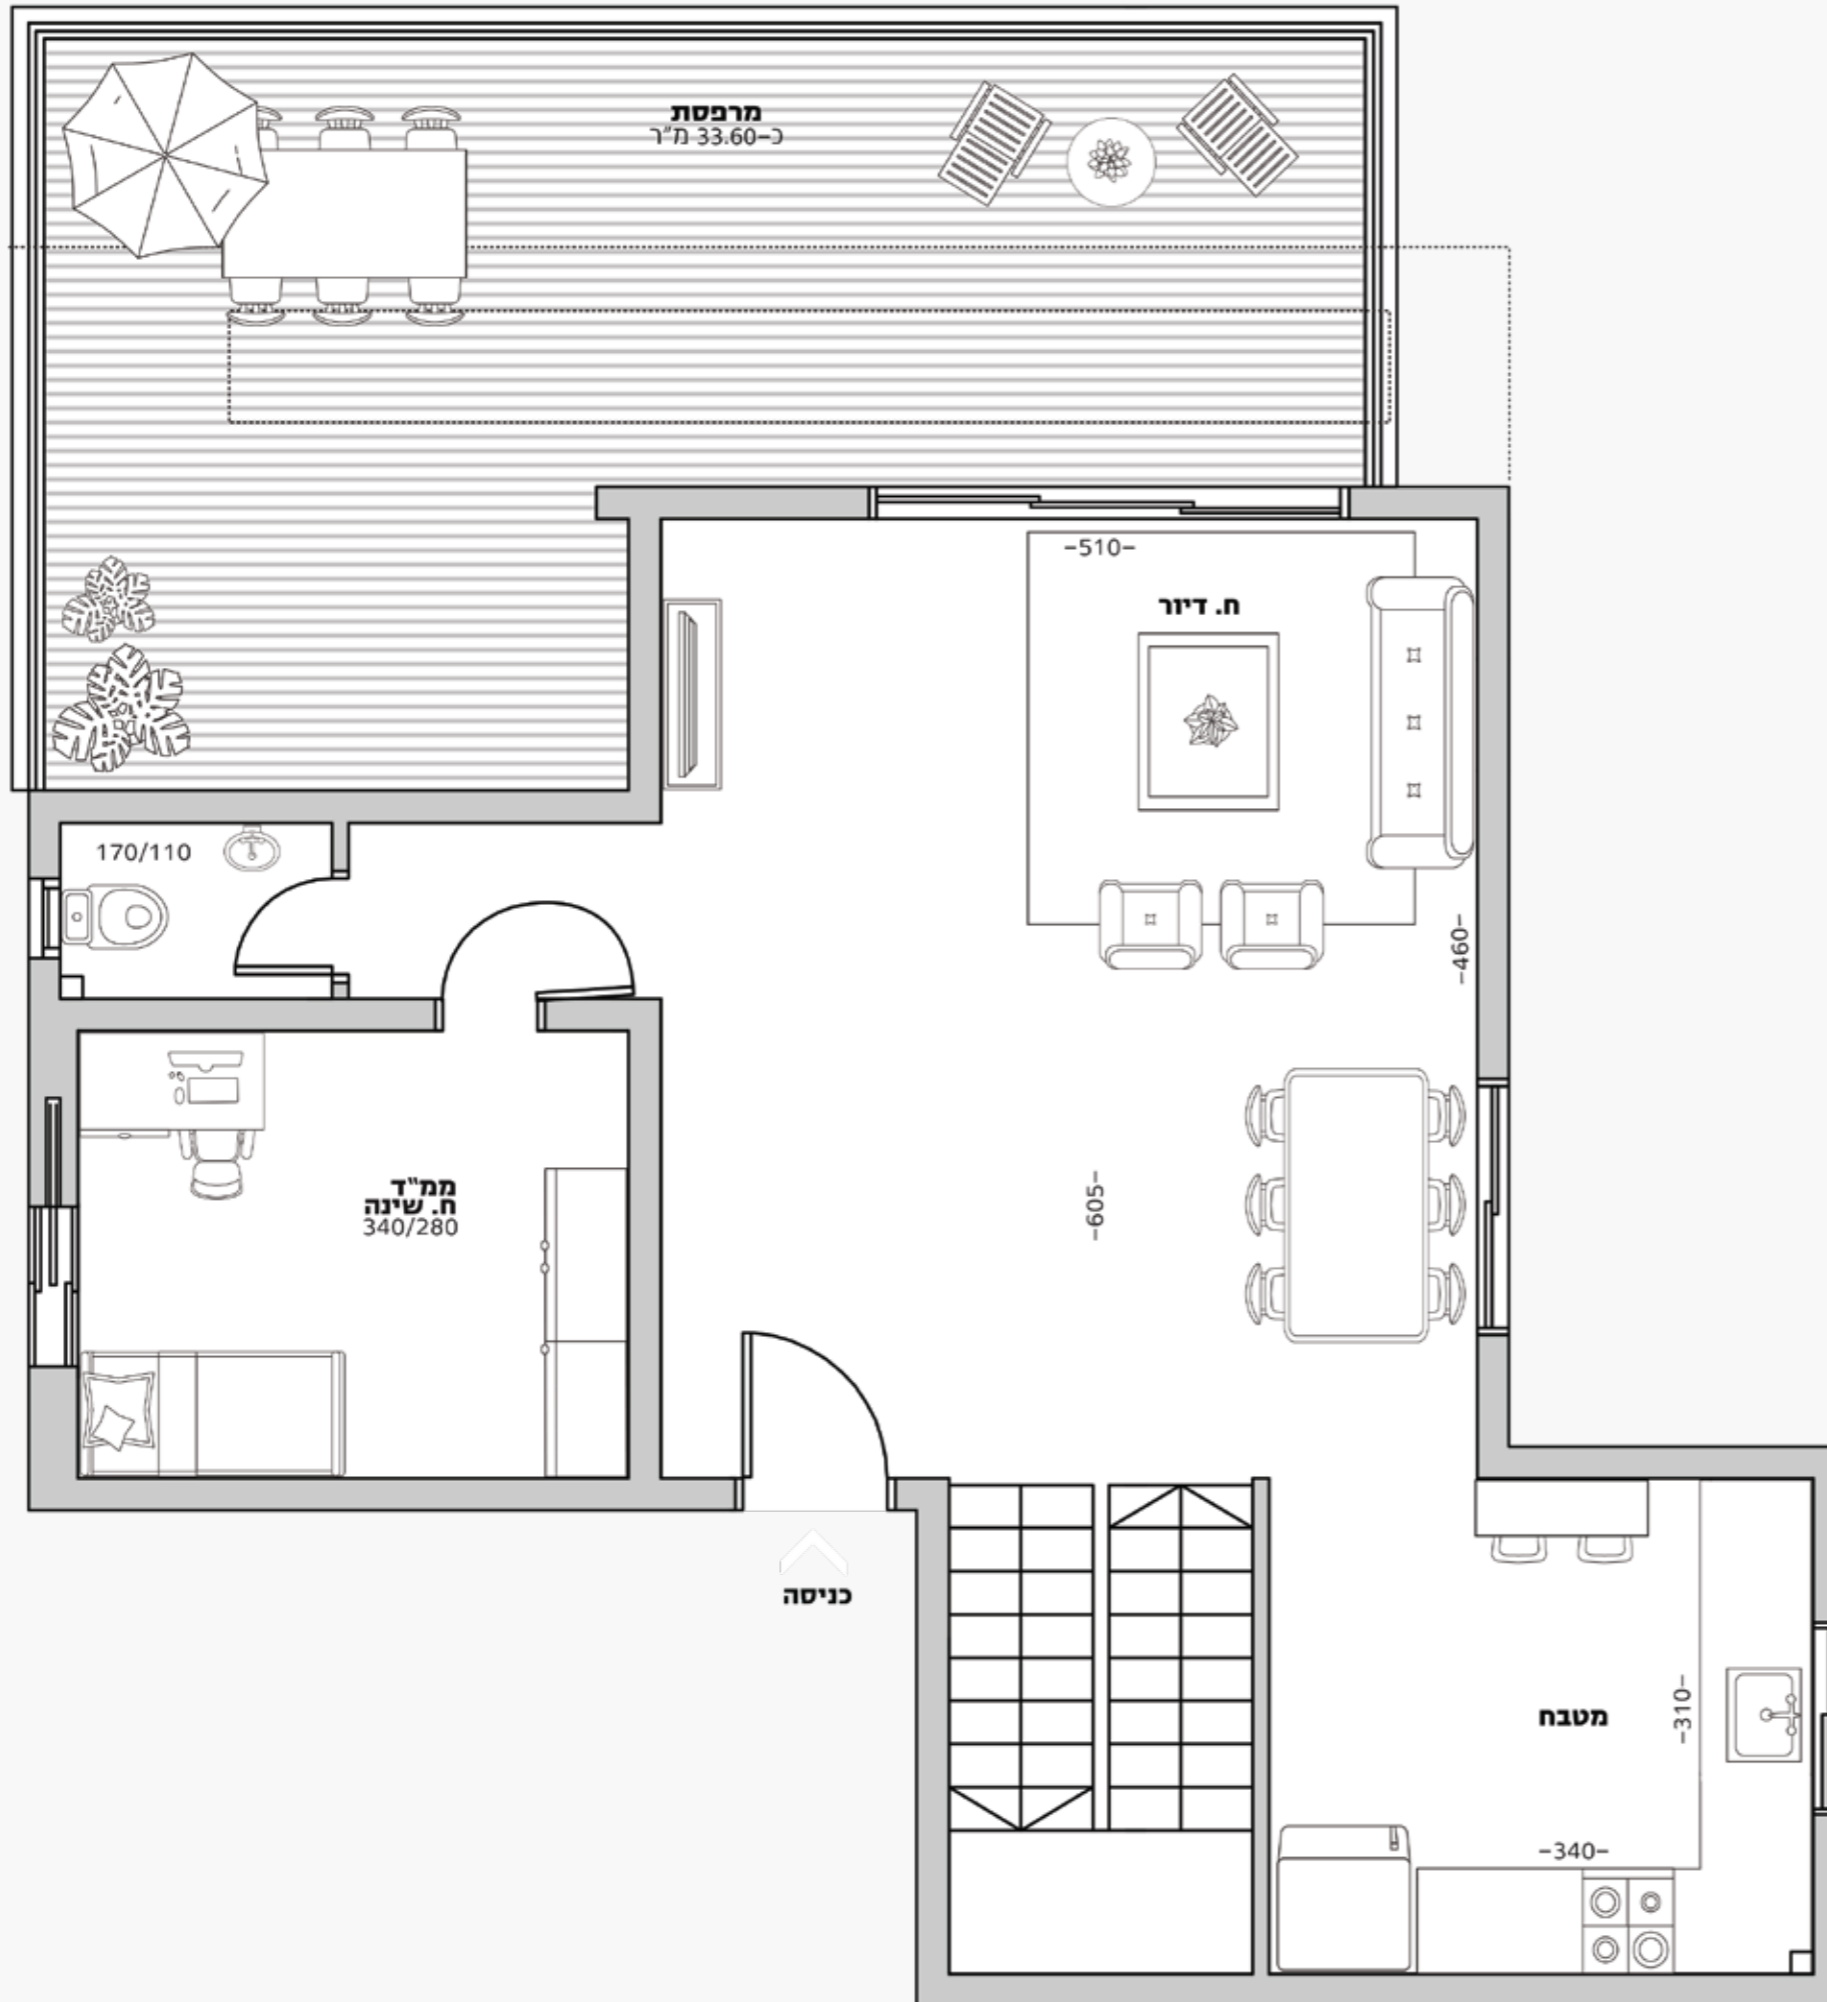 מרפסת
כ-33.60 מ"ר
-510-
ח. דיור
170/110
-460-
-605-
ממ"ד
ח. שינה
340/280
כניסה
-310-
מטבח
-340-